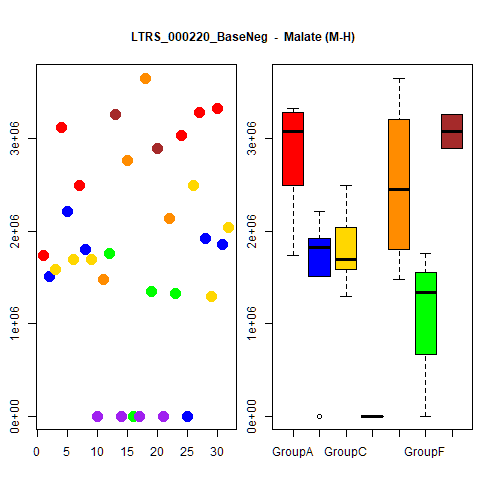 LTRS_000220_BaseNeg - Malate (M-H)
0e+00 1e+06 2e+06 3e+06
0 5 10 15 20 25 30
0e+00 1e+06 2e+06 3e+06
GroupA GroupC GroupF